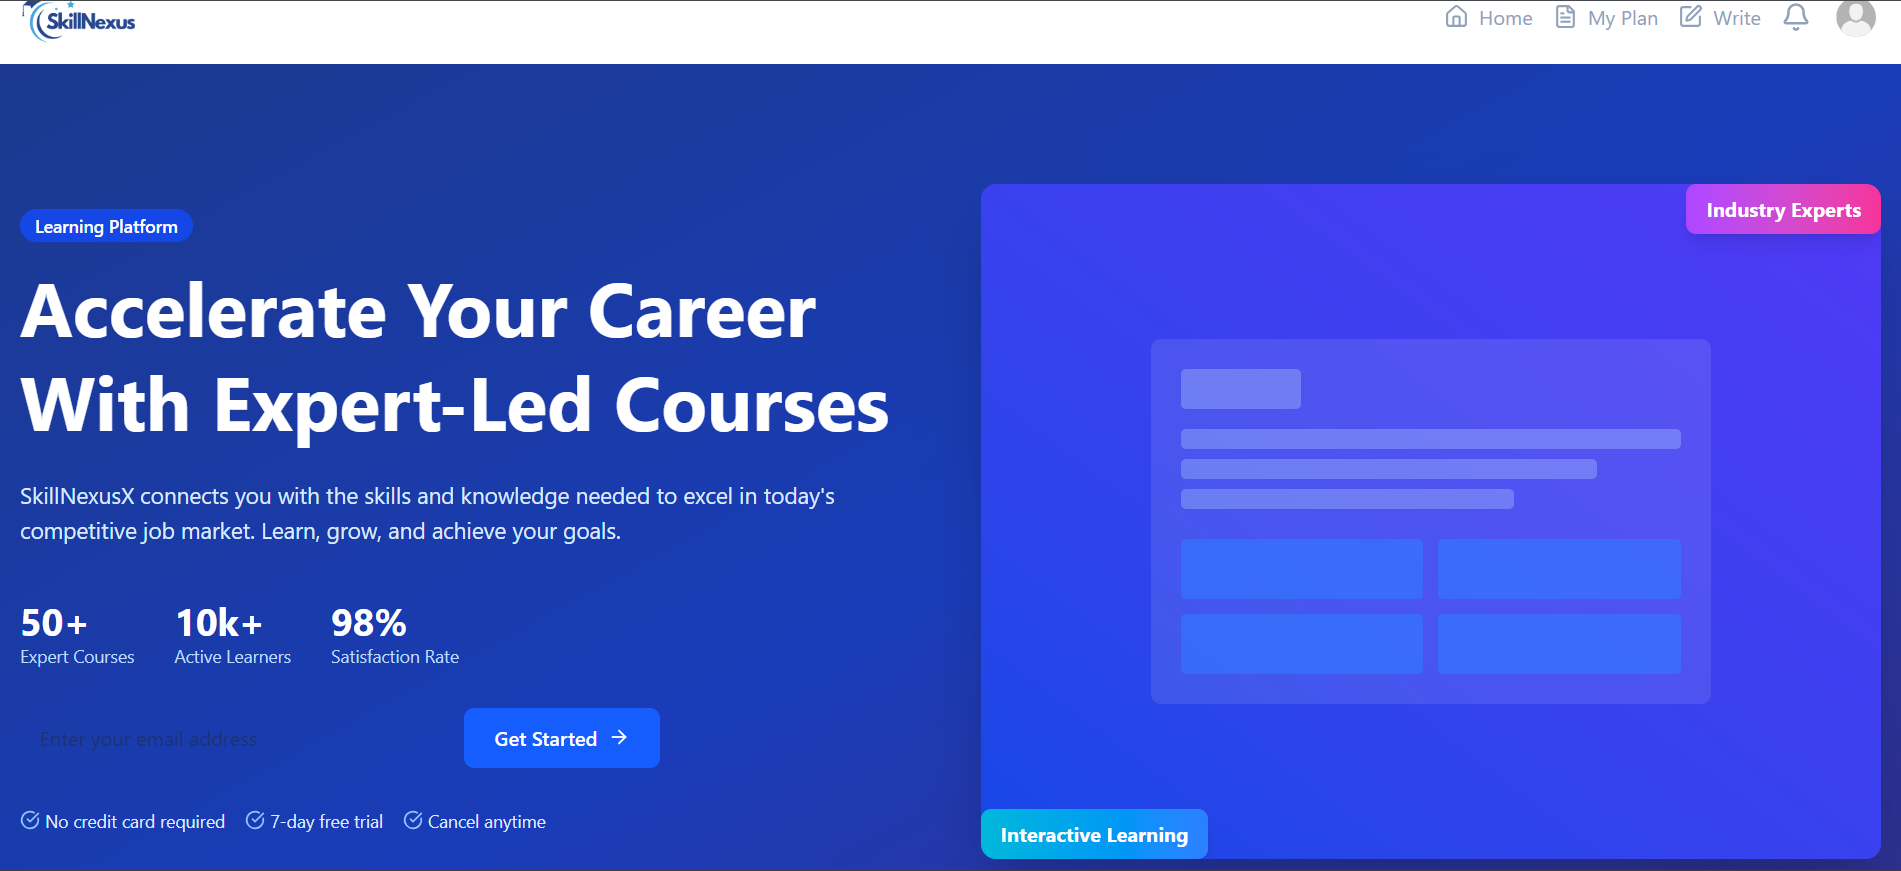 SkillNexus
Home
My Plan
Write
Learning Platform
Accelerate Your Career
With Expert-Led Courses
SkillNexusX connects you with the skills and knowledge needed to excel in today's
competitive job market. Learn, grow, and achieve your goals.
50+
Expert Courses
10k+
Active Learners
98%
Satisfaction Rate
Enter your email address
Get Started
No credit card required
7-day free trial
Cancel anytime
Industry Experts
Interactive Learning